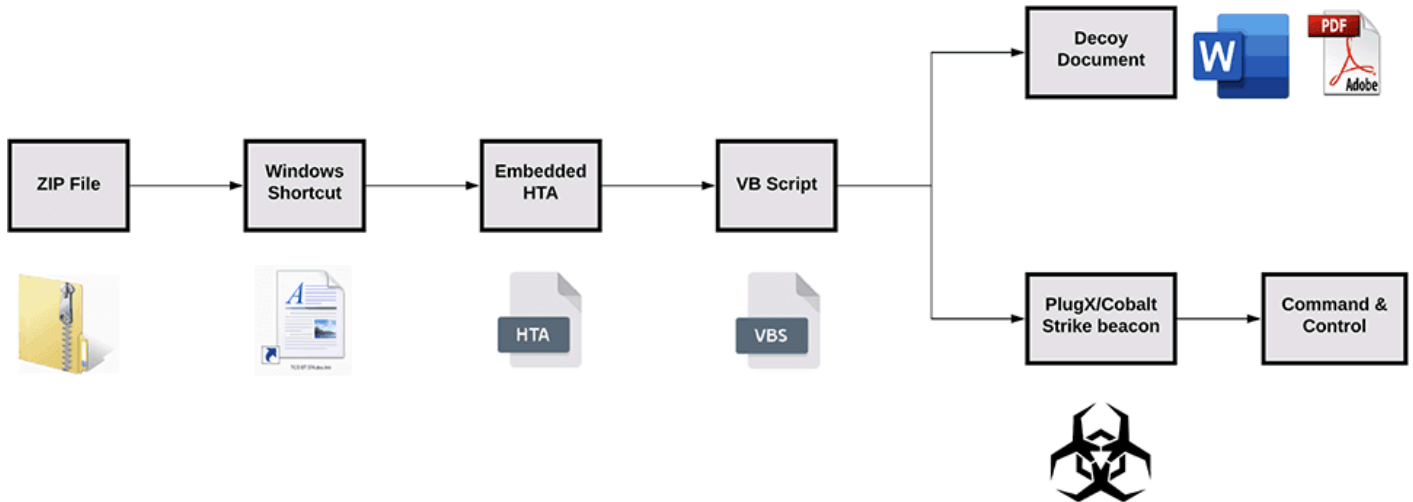 Decoy
Document
W
PDF
Adobe
ZIP File
Windows
Shortcut
Embedded
HTA
VB Script
A
HTA
VBS
PlugX/Cobalt
Strike beacon
Command &
Control